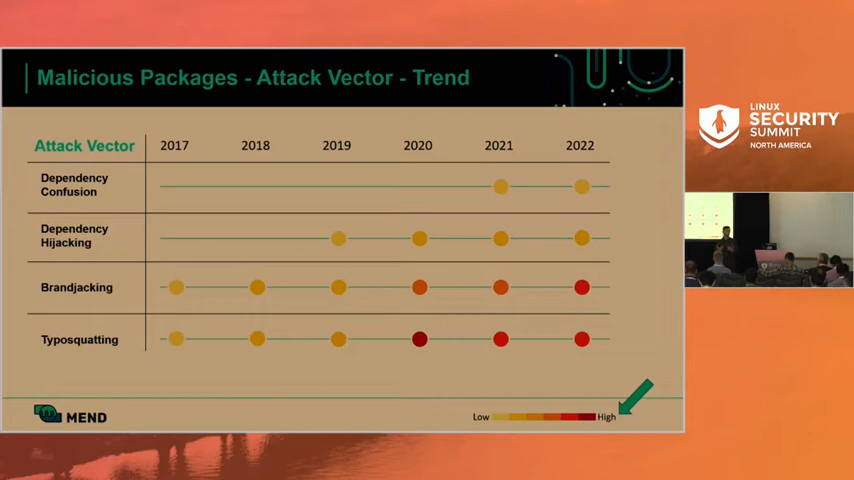 Malicious Packages - Attack Vector - Trend
LINUX
SECURITY
SUMMIT
NORTH AMERICA
Attack Vector 2017 2018 2019 2020 2021 2022
Dependency
Confusion
Dependency
Hijacking
Brandjacking
Typosquatting
MEND
Low High